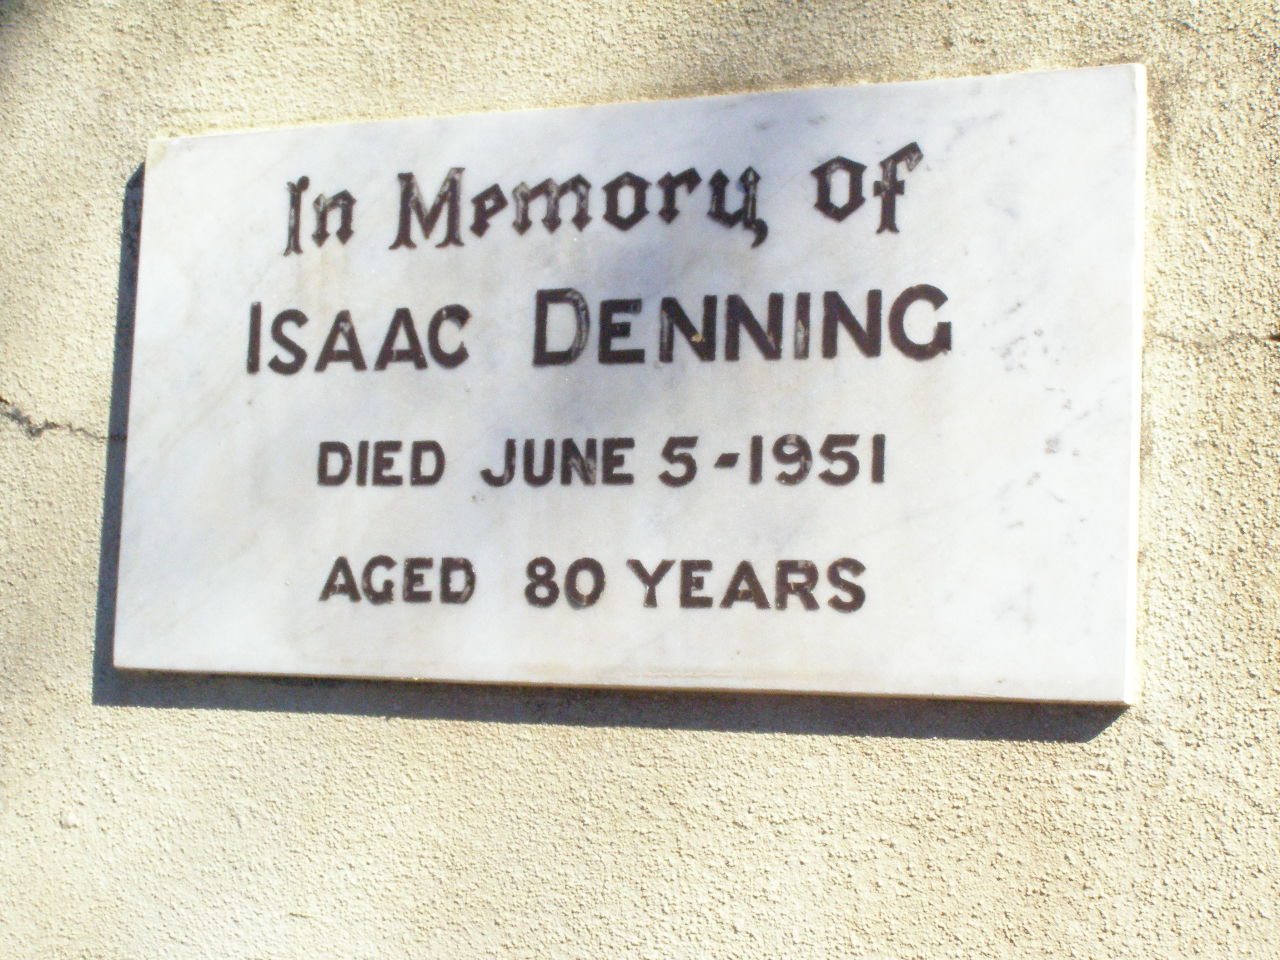 In Memory of
ISAAC DENNING
DIED JUNE 5-1951
AGED 80 YEARS